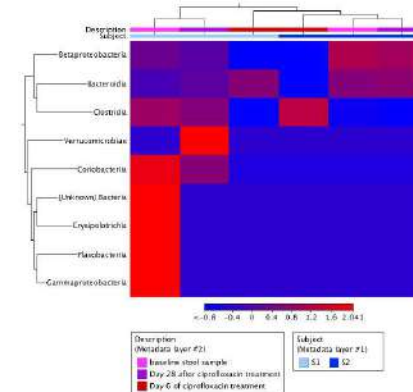 Description
Subject
Betaproteobacteria
Bacteroidia
Clostridia
Verrucomicrobiae
Coriobacteria
(Unknown) Bacteria
Erysipelotrichia
Flavobacteria
Gammaproteobacteria
<-0.8 -0.4 0 0.4 0.8 1.2 1.6 2.041
Description
(Metadata layer #2)
baseline stool sample
Day 28 after ciprofloxacin treatment
Day 6 of ciprofloxacin treatment
Subject
(Metadata layer #1)
S1 S2